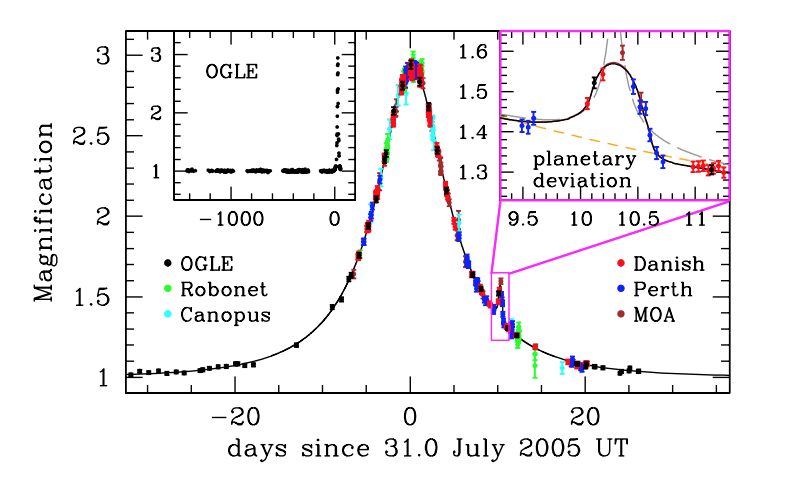 3
2.5
2
1.5
1
Magnification
3
2
1
OGLE
−1000
0
1.6
1.5
1.4
1.3
planetary
deviation
9.5
10
10.5
11
OGLE
Robonet
Canopus
Danish
Perth
MOA
−20
0
20
days since 31.0 July 2005 UT